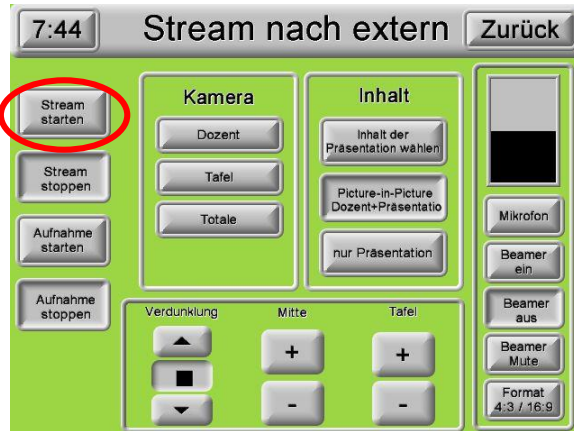 7:44
Stream nach extern
Zurück
Stream
starten
Stream
stoppen
Aufnahme
starten
Aufnahme
stoppen
Kamera
Dozent
Tafel
Totale
Inhalt
Inhalt der
Präsentation wählen
Picture-in-Picture
Dozent+Präsentatio
nur Präsentation
Mikrofon
Beamer
ein
Beamer
aus
Beamer
Mute
Format
4:3 / 16:9
Verdunklung
Mitte
+
-
Tafel
+
-